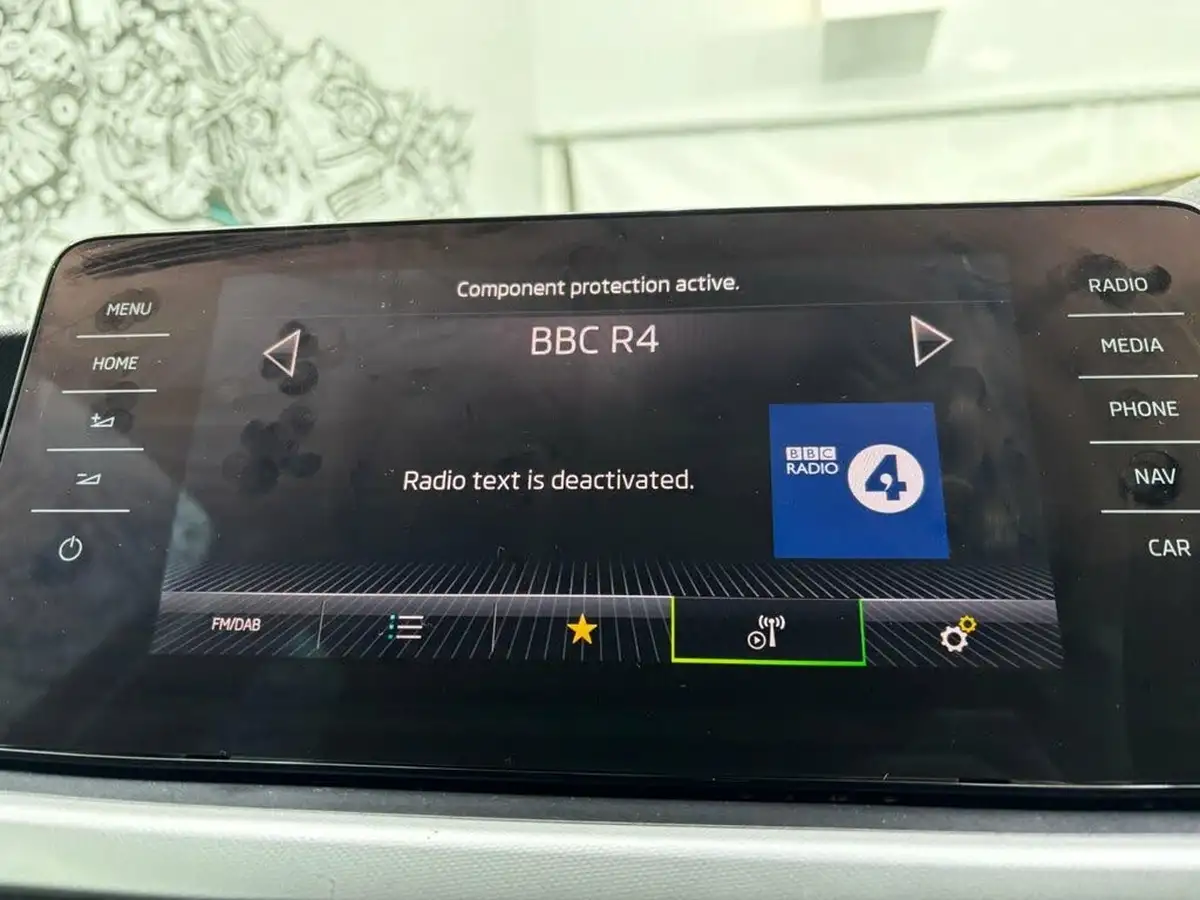 Component protection active.
MENU
HOME
BBC R4
Radio text is deactivated.
BBC
RADIO
4
FM/DAB
RADIO
MEDIA
PHONE
NAV
CAR